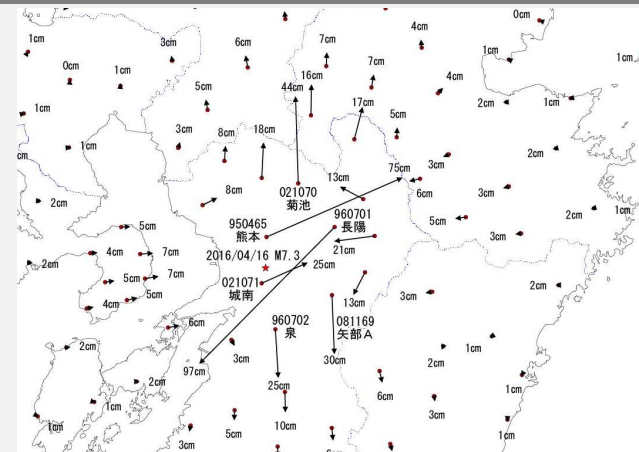 0cm
4cm
1cm
3cm
6cm
7cm
1cm
1cm
0cm
1cm
16cm
7cm
44cm
4cm
5cm
17cm
2cm
1cm
1cm
5cm
3cm
8cm
18cm
1cm
2cm
cm
3cm
75cm
13cm
6cm
3cm
8cm
021070
菊池
2cm
2cm
950465
熊本
960701
長陽
5cm
5cm
3cm
4cm
7cm
21cm
2016/04/16 M7.3
25cm
2cm
5cm
7cm
021071
城南
5cm
4cm
13cm
3cm
2cm
6cm
960702
泉
081169
矢部A
2cm
3cm
30cm
2cm
1cm
97cm
2cm
25cm
6cm
1cm
1cm
3cm
1cm
5cm
10cm
3cm
1cm